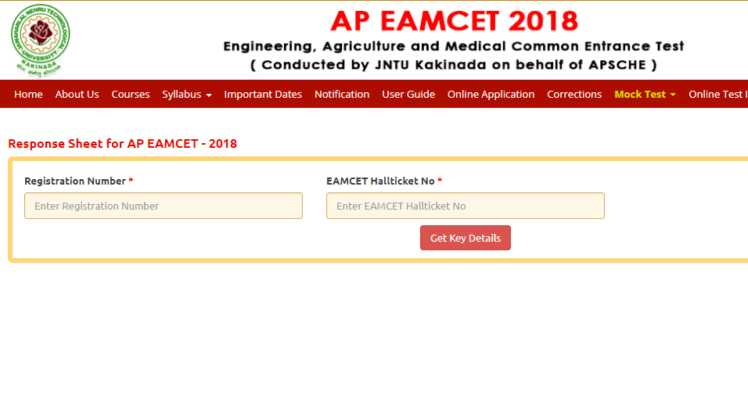 JAWAHARLAL NEHRU TECHNOLOGICAL
UNIVERSITY
KAKINADA
AP EAMCET 2018
Engineering, Agriculture and Medical Common Entrance Test
( Conducted by JNTU Kakinada on behalf of APSCHE )
Home About Us Courses Syllabus Important Dates Notification User Guide Online Application Corrections Mock Test Online Test I
Response Sheet for AP EAMCET - 2018
Registration Number * EAMCET Hallticket No *
Enter Registration Number Enter EAMCET Hallticket No
Get Key Details